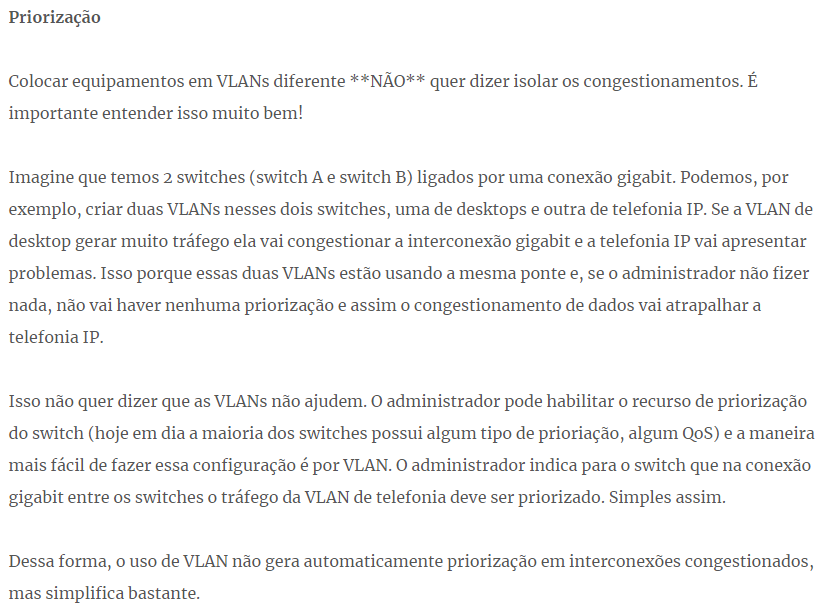 Priorização
Colocar equipamentos em VLANs diferente **NÃO** quer dizer isolar os congestionamentos. É
importante entender isso muito bem!
Imagine que temos 2 switches (switch A e switch B) ligados por uma conexão gigabit. Podemos, por
exemplo, criar duas VLANs nesses dois switches, uma de desktops e outra de telefonia IP. Se a VLAN de
desktop gerar muito tráfego ela vai congestionar a interconexão gigabit e a telefonia IP vai apresentar
problemas. Isso porque essas duas VLANs estão usando a mesma ponte e, se o administrador não fizer
nada, não vai haver nenhuma priorização e assim o congestionamento de dados vai atrapalhar a
telefonia IP.
Isso não quer dizer que as VLANs não ajudem. O administrador pode habilitar o recurso de priorização
do switch (hoje em dia a maioria dos switches possui algum tipo de prioriação, algum QoS) e a maneira
mais fácil de fazer essa configuração é por VLAN. O administrador indica para o switch que na conexão
gigabit entre os switches o tráfego da VLAN de telefonia deve ser priorizado. Simples assim.
Dessa forma, o uso de VLAN não gera automaticamente priorização em interconexões congestionados,
mas simplifica bastante.